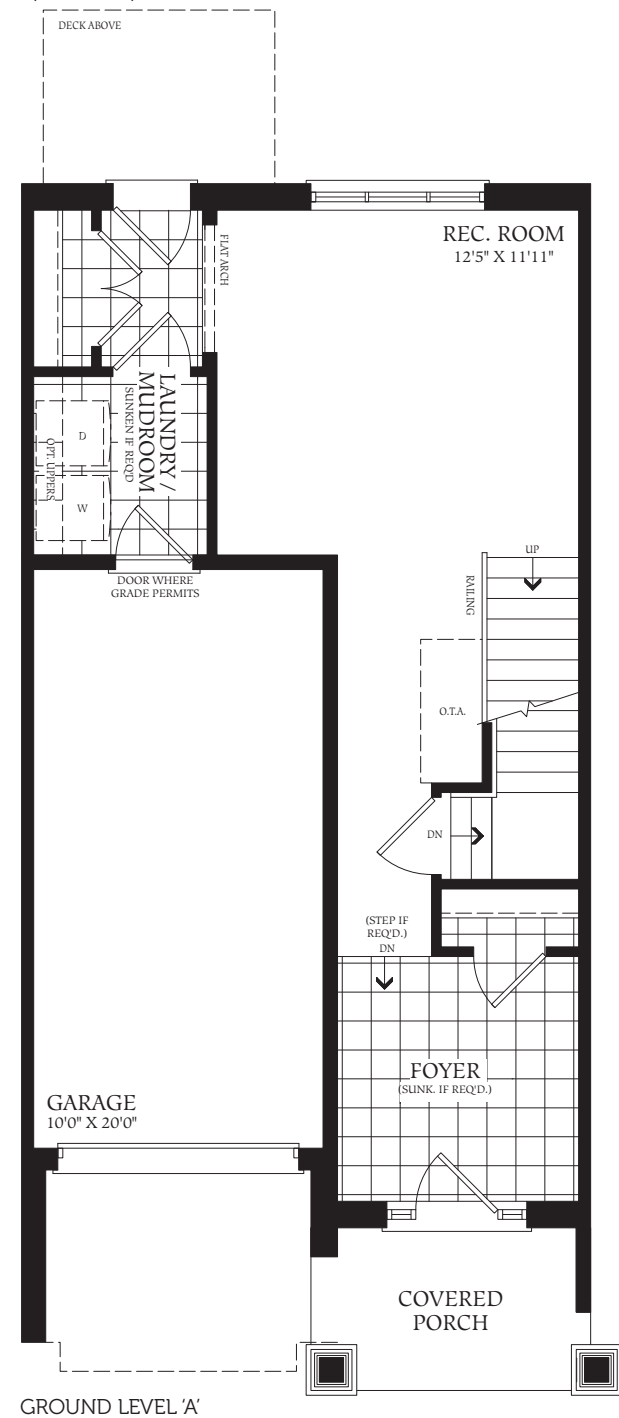 DECK ABOVE
REC. ROOM
12'5" X 11'11"
FLAT ARCH
LAUNDRY /
MUDROOM
SUNKEN IF REQ'D
D
OPT. UPPERS
W
UP
DOOR WHERE
GRADE PERMITS
RAILING
O.T.A.
DN
(STEP IF
REQ'D.)
DN
FOYER
(SUNK. IF REQ'D.)
GARAGE
10'0" X 20'0"
COVERED
PORCH
GROUND LEVEL ‘A’